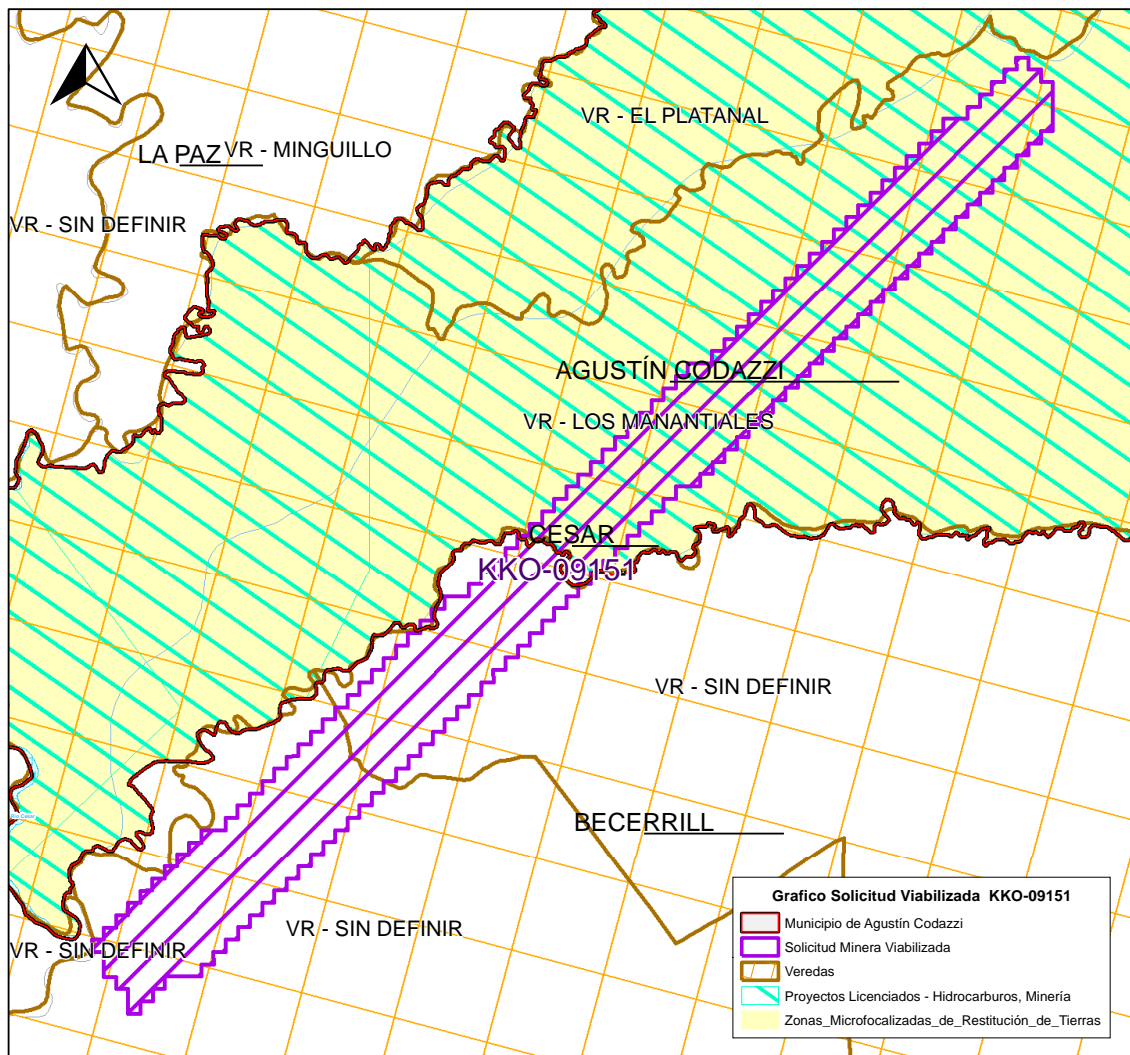 VR - EL PLATANAL
LA PAZ
VR - MINGUILLO
VR - SIN DEFINIR
AGUSTÍN CODAZZI
VR - LOS MANANTIALES
CESAR
KKO-09151
VR - SIN DEFINIR
Río Cesar
BECERRILL
VR - SIN DEFINIR
VR - SIN DEFINIR
Grafico Solicitud Viabilizada KKO-09151
Municipio de Agustín Codazzi
Solicitud Minera Viabilizada
Veredas
Proyectos Licenciados - Hidrocarburos, Minería
Zonas_Microfocalizadas_de_Restitución_de_Tierras